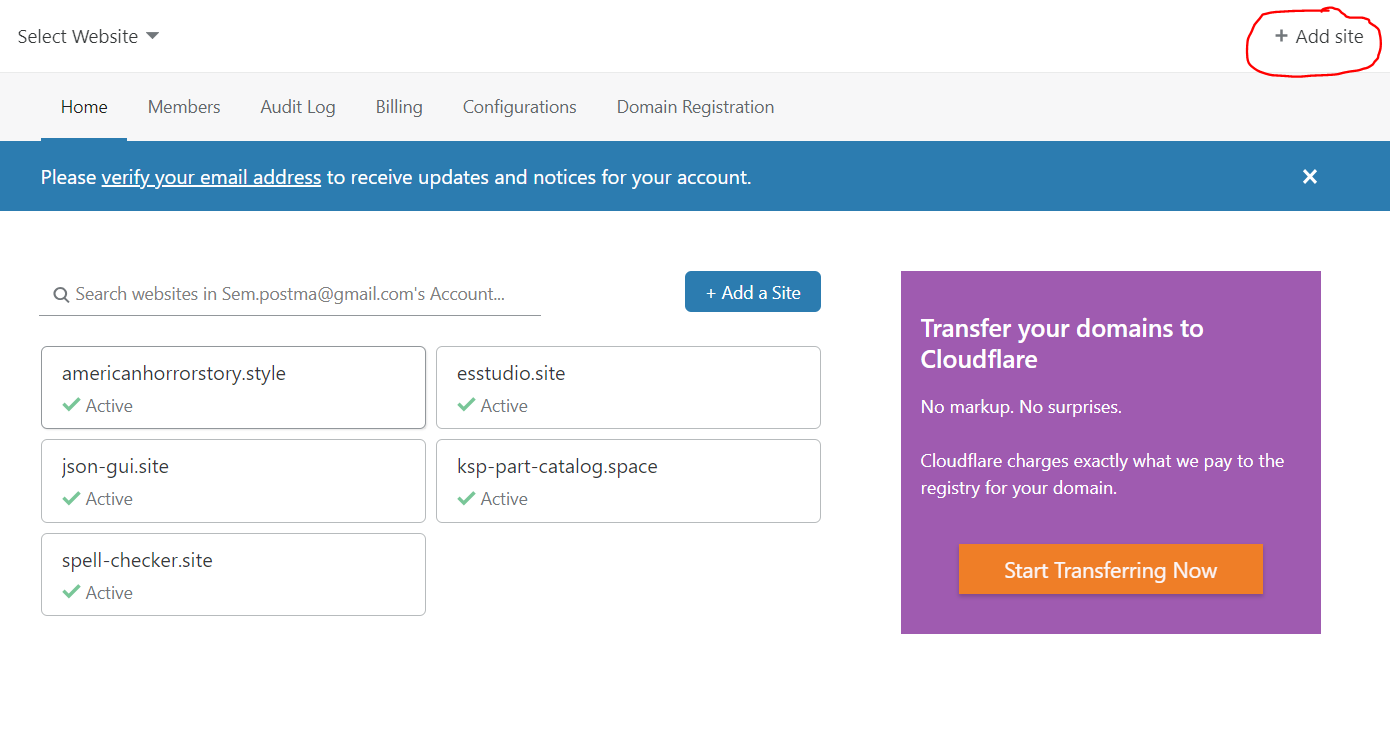 Select Website
+ Add site
Home Members Audit Log Billing Configurations Domain Registration
Please verify your email address to receive updates and notices for your account. ×
Search websites in Sem.postma@gmail.com's Account...
+ Add a Site
americanhorrorstory.style
Active
esstudio.site
Active
json-gui.site
Active
ksp-part-catalog.space
Active
spell-checker.site
Active
Transfer your domains to
Cloudflare
No markup. No surprises.
Cloudflare charges exactly what we pay to the
registry for your domain.
Start Transferring Now